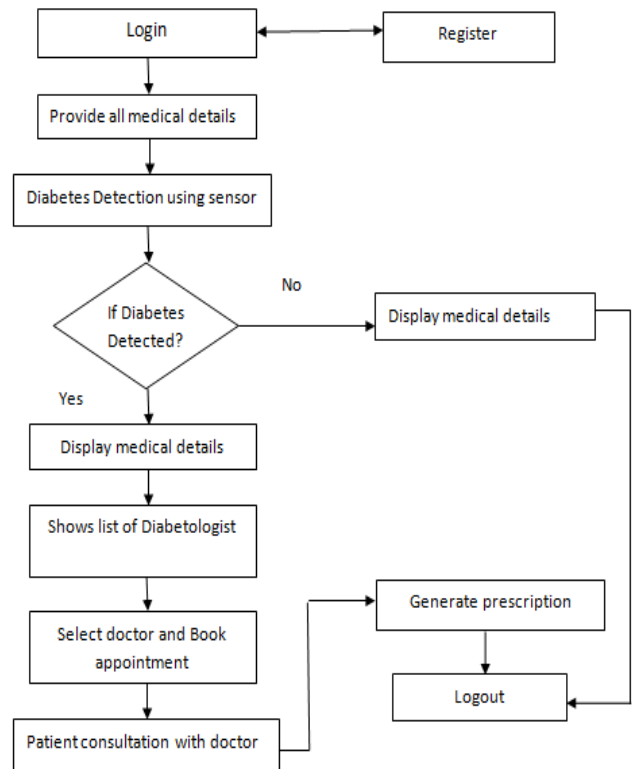 Login
Register
Provide all medical details
Diabetes Detection using sensor
If Diabetes
Detected?
No
Display medical details
Yes
Display medical details
Shows list of Diabetologist
Select doctor and Book
appointment
Patient consultation with doctor
Generate prescription
Logout